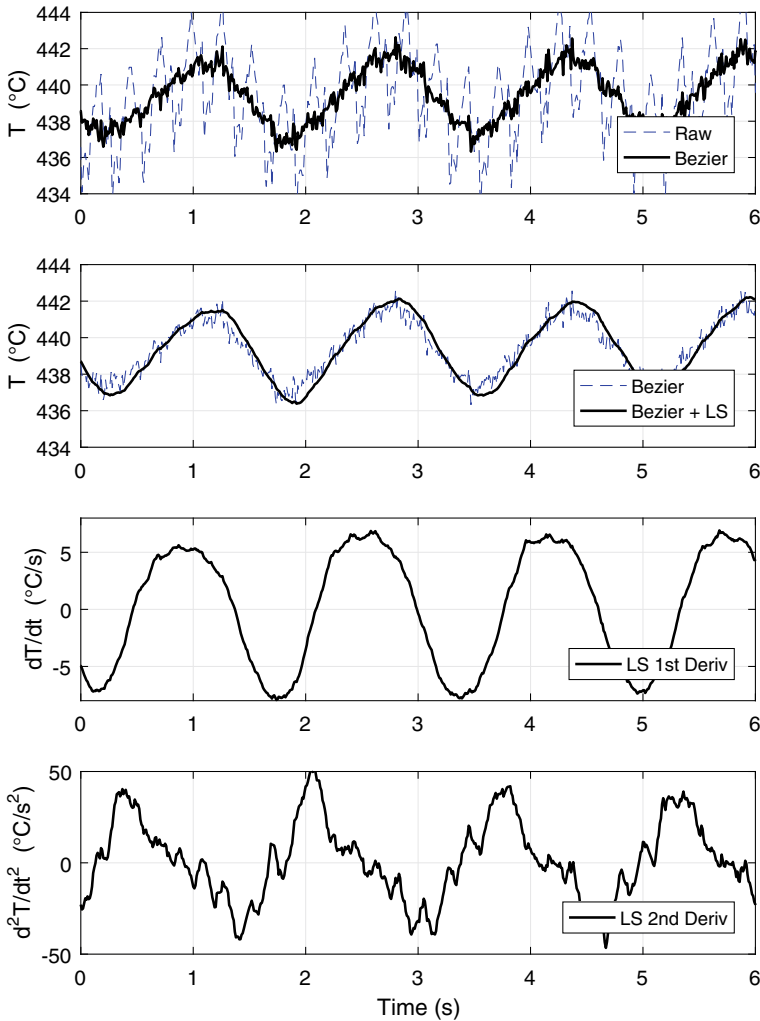 444
442
440
438
436
434
T (°C)
Raw
Bezier
0 1 2 3 4 5 6
444
442
440
438
436
434
T (°C)
Bezier
Bezier + LS
0 1 2 3 4 5 6
5
0
-5
dT/dt (°C/s)
LS 1st Deriv
0 1 2 3 4 5 6
50
0
-50
d²T/dt² (°C/s²)
LS 2nd Deriv
0 1 2 3 4 5 6
Time (s)